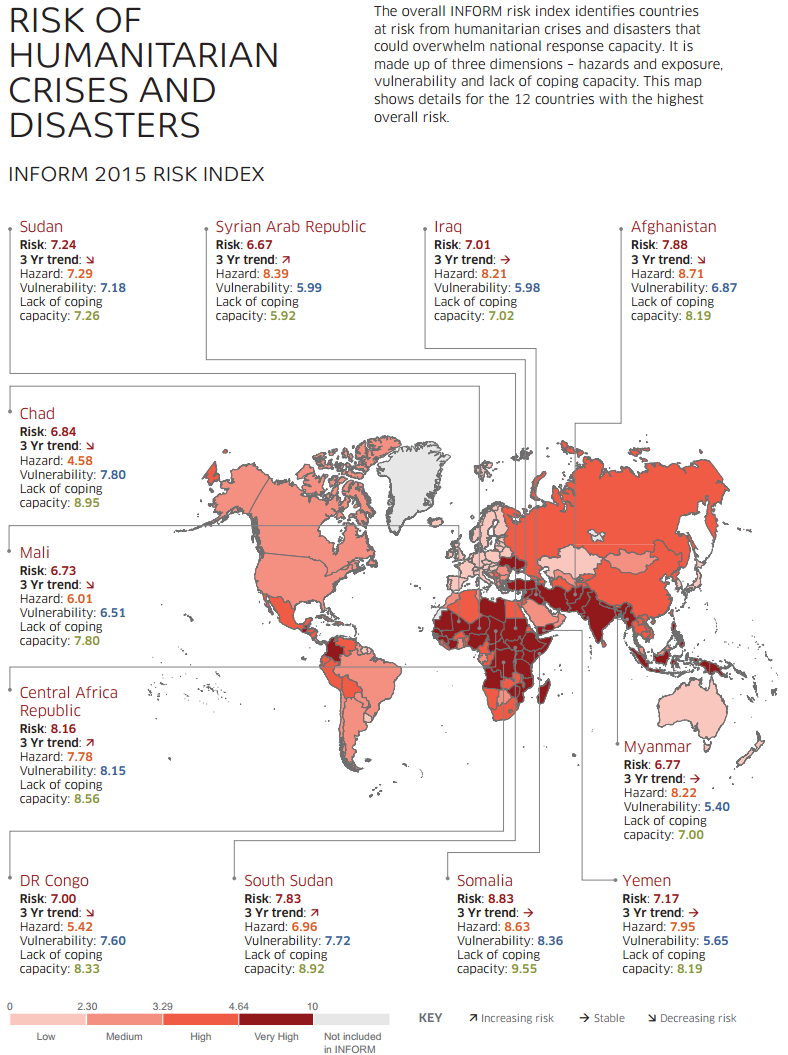 RISK OF
HUMANITARIAN
CRISES AND
DISASTERS
The overall INFORM risk index identifies countries
at risk from humanitarian crises and disasters that
could overwhelm national response capacity. It is
made up of three dimensions – hazards and exposure,
vulnerability and lack of coping capacity. This map
shows details for the 12 countries with the highest
overall risk.
INFORM 2015 RISK INDEX
Sudan
Risk: 7.24
3 Yr trend: ↘
Hazard: 7.29
Vulnerability: 7.18
Lack of coping
capacity: 7.26
Syrian Arab Republic
Risk: 6.67
3 Yr trend: ↗
Hazard: 8.39
Vulnerability: 5.99
Lack of coping
capacity: 5.92
Iraq
Risk: 7.01
3 Yr trend: →
Hazard: 8.21
Vulnerability: 5.98
Lack of coping
capacity: 7.02
Afghanistan
Risk: 7.88
3 Yr trend: ↘
Hazard: 8.71
Vulnerability: 6.87
Lack of coping
capacity: 8.19
Chad
Risk: 6.84
3 Yr trend: ↘
Hazard: 4.58
Vulnerability: 7.80
Lack of coping
capacity: 8.95
Mali
Risk: 6.73
3 Yr trend: ↘
Hazard: 6.01
Vulnerability: 6.51
Lack of coping
capacity: 7.80
Central Africa
Republic
Risk: 8.16
3 Yr trend: ↗
Hazard: 7.78
Vulnerability: 8.15
Lack of coping
capacity: 8.56
Myanmar
Risk: 6.77
3 Yr trend: →
Hazard: 8.22
Vulnerability: 5.40
Lack of coping
capacity: 7.00
DR Congo
Risk: 7.00
3 Yr trend: ↘
Hazard: 5.42
Vulnerability: 7.60
Lack of coping
capacity: 8.33
South Sudan
Risk: 7.83
3 Yr trend: ↗
Hazard: 6.96
Vulnerability: 7.72
Lack of coping
capacity: 8.92
Somalia
Risk: 8.83
3 Yr trend: →
Hazard: 8.63
Vulnerability: 8.36
Lack of coping
capacity: 9.55
Yemen
Risk: 7.17
3 Yr trend: →
Hazard: 7.95
Vulnerability: 5.65
Lack of coping
capacity: 8.19
0 2.30 3.29 4.64 10
Low Medium High Very High Not included
in INFORM
KEY ↗ Increasing risk → Stable ↘ Decreasing risk